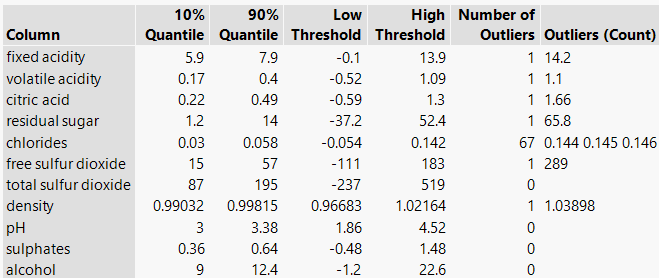 10% 90% Low High Number of
Column Quantile Quantile Threshold Threshold Outliers Outliers (Count)
fixed acidity 5.9 7.9 -0.1 13.9 1 14.2
volatile acidity 0.17 0.4 -0.52 1.09 1 1.1
citric acid 0.22 0.49 -0.59 1.3 1 1.66
residual sugar 1.2 14 -37.2 52.4 1 65.8
chlorides 0.03 0.058 -0.054 0.142 67 0.144 0.145 0.146
free sulfur dioxide 15 57 -111 183 1 289
total sulfur dioxide 87 195 -237 519 0
density 0.99032 0.99815 0.96683 1.02164 1 1.03898
pH 3 3.38 1.86 4.52 0
sulphates 0.36 0.64 -0.48 1.48 0
alcohol 9 12.4 -1.2 22.6 0